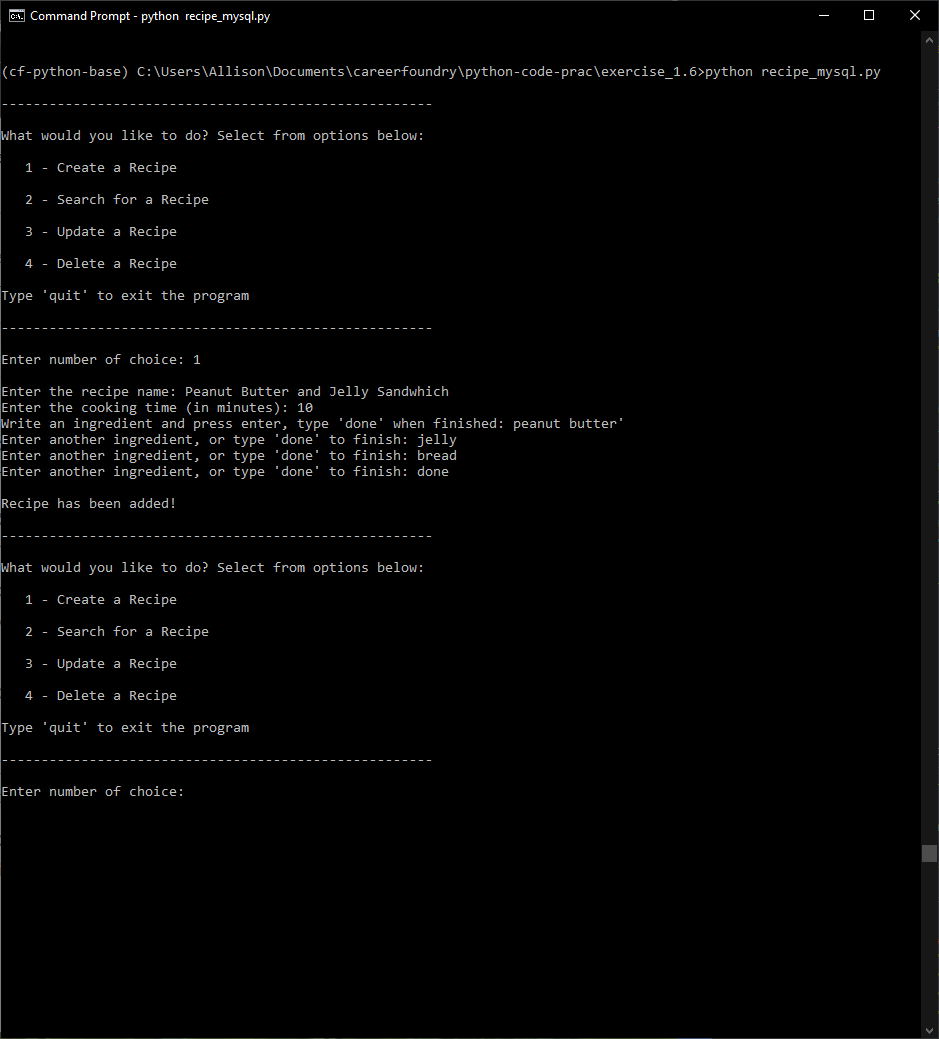 Command Prompt - python  recipe_mysql.py
(cf-python-base) C:\Users\Allison\Documents\careerfoundry\python-code-prac\exercise_1.6>python recipe_mysql.py
------------------------------------------------------
What would you like to do? Select from options below:
   1 - Create a Recipe
   2 - Search for a Recipe
   3 - Update a Recipe
   4 - Delete a Recipe
Type 'quit' to exit the program
------------------------------------------------------
Enter number of choice: 1
Enter the recipe name: Peanut Butter and Jelly Sandwhich
Enter the cooking time (in minutes): 10
Write an ingredient and press enter, type 'done' when finished: peanut butter'
Enter another ingredient, or type 'done' to finish: jelly
Enter another ingredient, or type 'done' to finish: bread
Enter another ingredient, or type 'done' to finish: done
Recipe has been added!
------------------------------------------------------
What would you like to do? Select from options below:
   1 - Create a Recipe
   2 - Search for a Recipe
   3 - Update a Recipe
   4 - Delete a Recipe
Type 'quit' to exit the program
------------------------------------------------------
Enter number of choice: